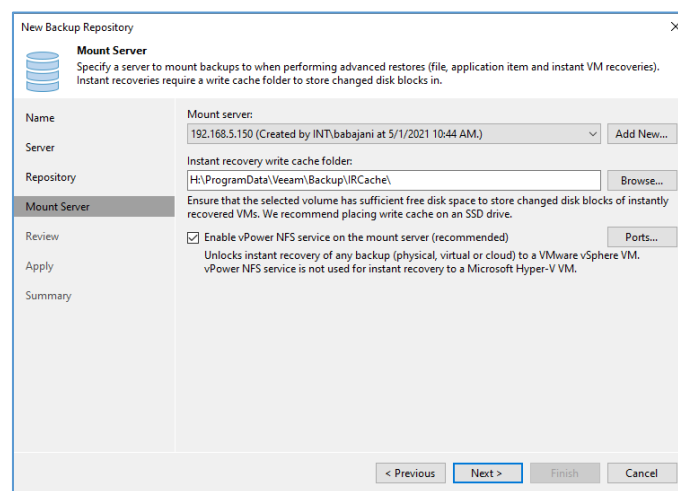 New Backup Repository
Mount Server
Specify a server to mount backups to when performing advanced restores (file, application item and instant VM recoveries).
Instant recoveries require a write cache folder to store changed disk blocks in.
Name
Server
Repository
Mount Server
Review
Apply
Summary
Mount server:
192.168.5.150 (Created by INT\babajani at 5/1/2021 10:44 AM.)
Add New...
Instant recovery write cache folder:
H:\ProgramData\Veeam\Backup\IRCache\
Browse...
Ensure that the selected volume has sufficient free disk space to store changed disk blocks of instantly
recovered VMs. We recommend placing write cache on an SSD drive.
Enable vPower NFS service on the mount server (recommended)
Ports...
Unlocks instant recovery of any backup (physical, virtual or cloud) to a VMware vSphere VM.
vPower NFS service is not used for instant recovery to a Microsoft Hyper-V VM.
< Previous
Next >
Finish
Cancel